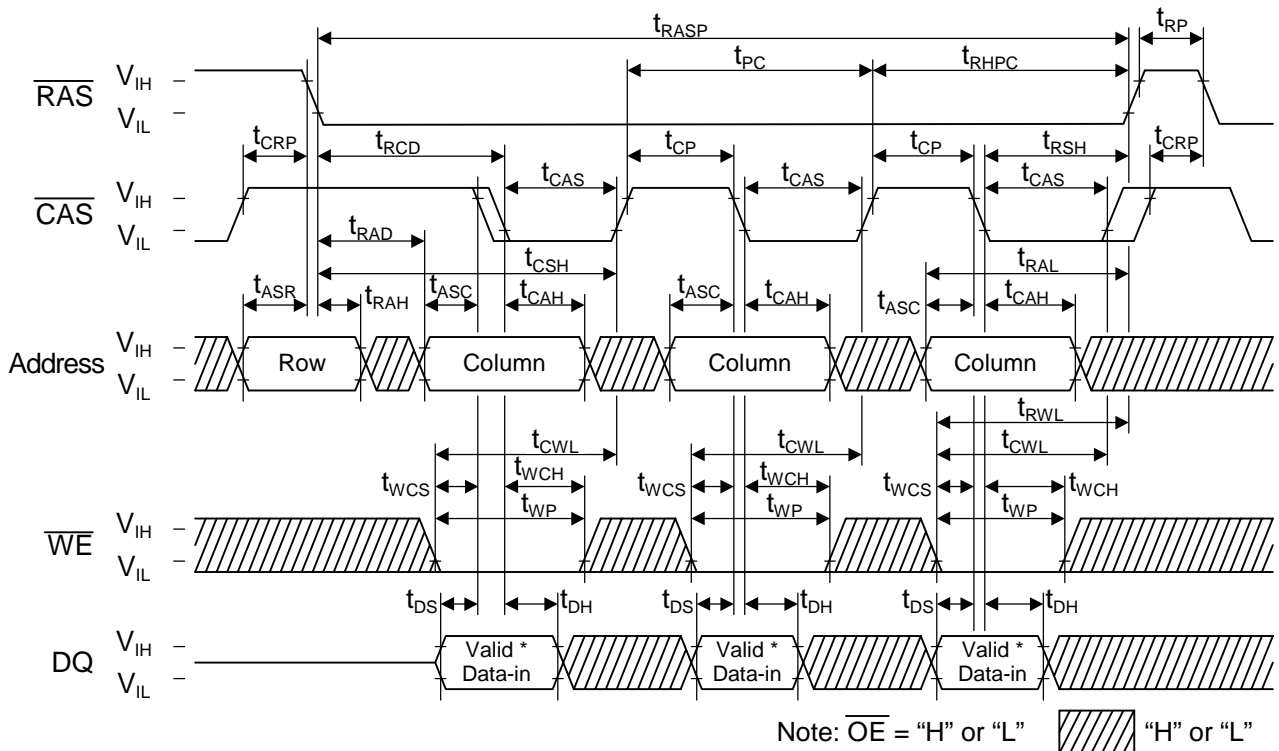 tRASP tRP
tPC tRHPC
RAS VIH
VIL
tCRP tRCD tCP tCP tRSH tCRP
tCAS tCAS tCAS
CAS VIH
VIL
tRAD
tCSH tRAL
tASR tRAH tASC tCAH tASC tCAH tASC tCAH
Address VIH
VIL
Row Column Column Column
tRWL
tCWL tCWL tCWL
tWCS tWCH tWCS tWCH tWCS tWCH
tWP tWP tWP
WE VIH
VIL
tDS tDH tDS tDH tDS tDH
DQ VIH
VIL
Valid * Valid * Valid *
Data-in Data-in Data-in
Note: OE = “H” or “L” “H” or “L”